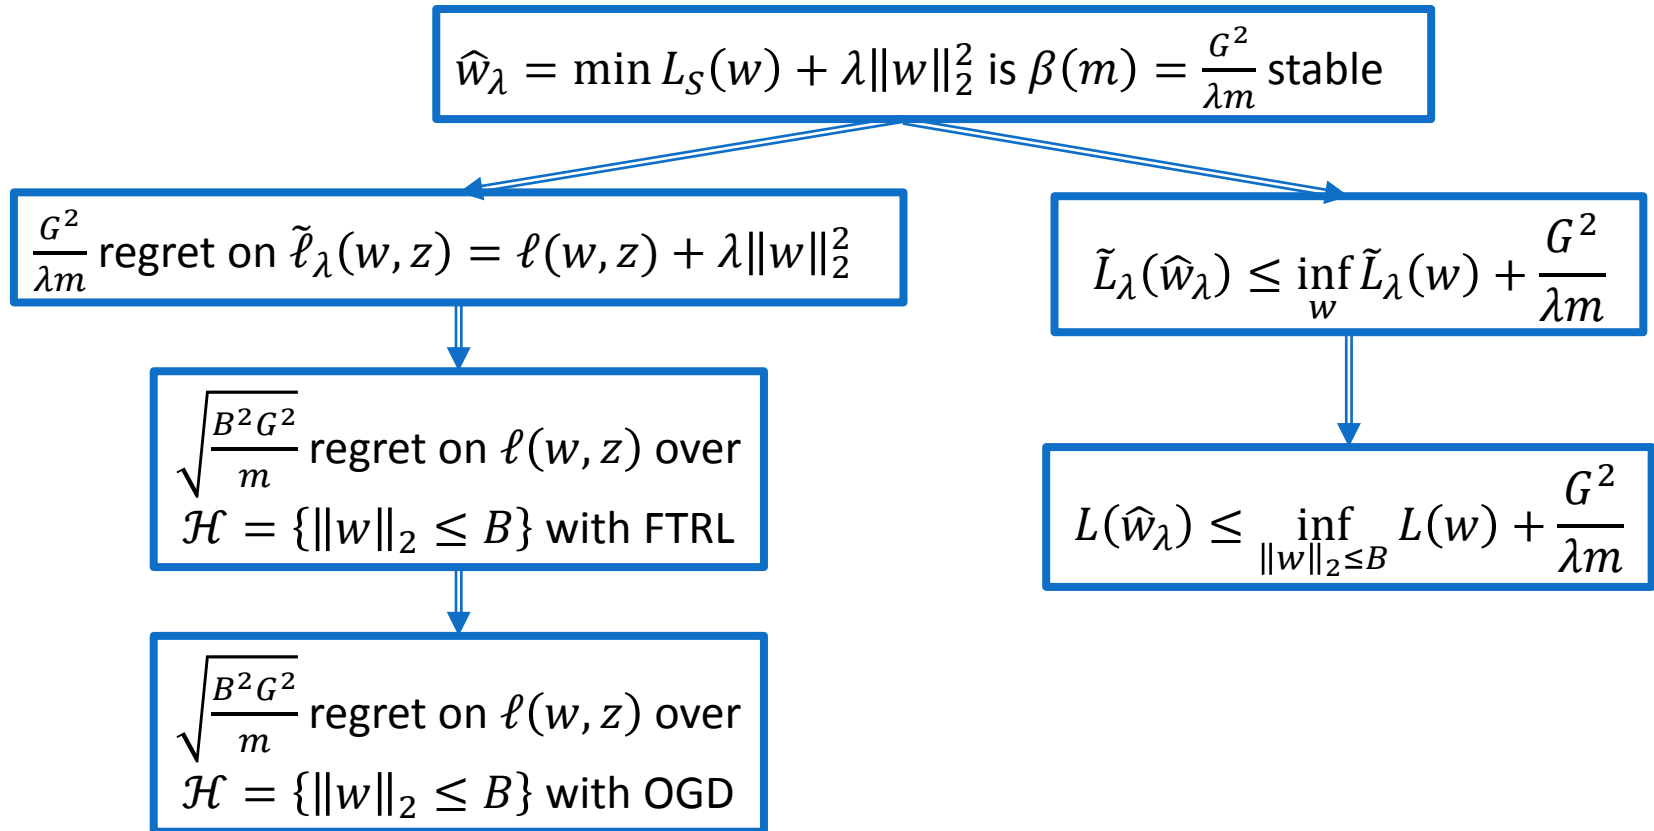 ŵ_λ = min L_S(w) + λ‖w‖₂² is β(m) = G²/(λm) stable
G²/(λm) regret on ℓ̃_λ(w, z) = ℓ(w, z) + λ‖w‖₂²
L̃_λ(ŵ_λ) ≤ inf_w L̃_λ(w) + G²/(λm)
√(B²G²/m) regret on ℓ(w, z) over
ℋ = {‖w‖₂ ≤ B} with FTRL
L(ŵ_λ) ≤ inf_{‖w‖₂≤B} L(w) + G²/(λm)
√(B²G²/m) regret on ℓ(w, z) over
ℋ = {‖w‖₂ ≤ B} with OGD